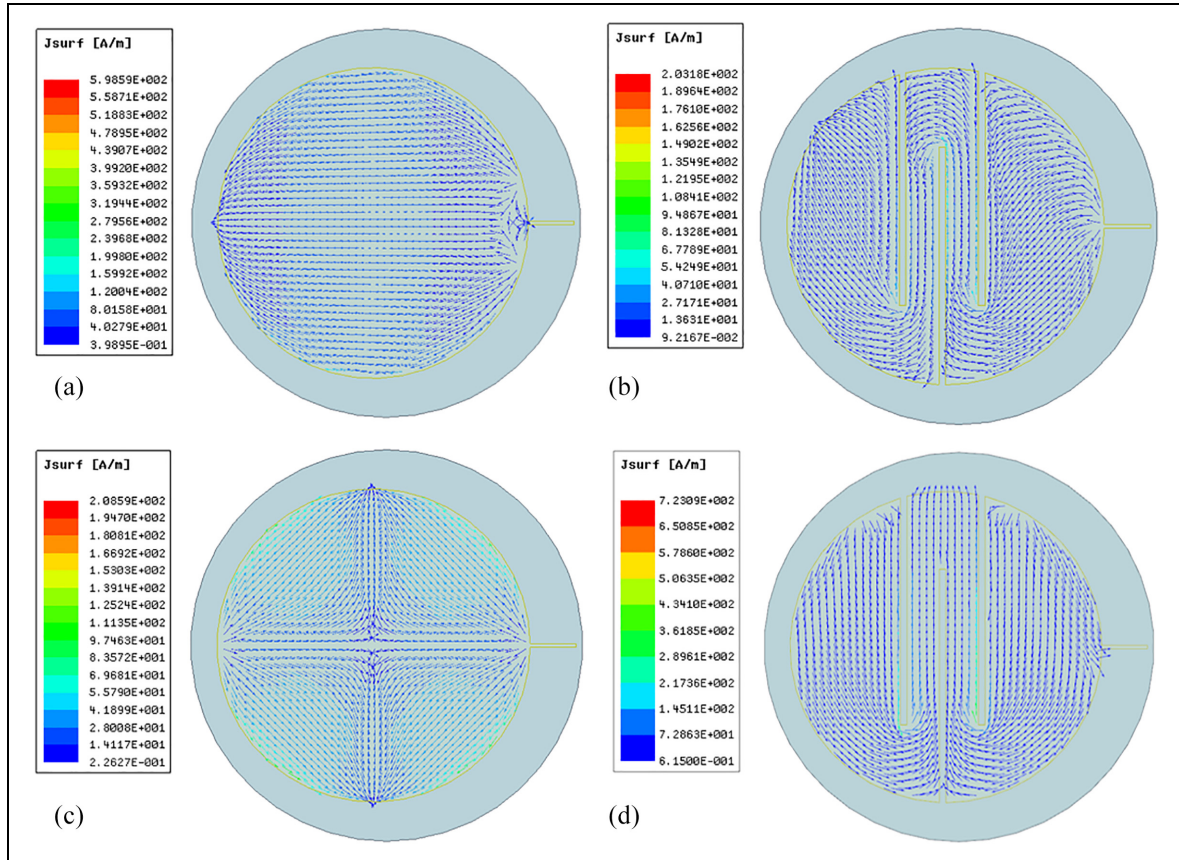 Jsurf [A/m]
5.9859E+002
5.5871E+002
5.1883E+002
4.7895E+002
4.3907E+002
3.9920E+002
3.5932E+002
3.1944E+002
2.7956E+002
2.3968E+002
1.9980E+002
1.5992E+002
1.2004E+002
8.0158E+001
4.0279E+001
3.9895E-001
(a)
Jsurf [A/m]
2.0318E+002
1.8964E+002
1.7610E+002
1.6256E+002
1.4902E+002
1.3549E+002
1.2195E+002
1.0841E+002
9.4867E+001
8.1328E+001
6.7789E+001
5.4249E+001
4.0710E+001
2.7171E+001
1.3631E+001
9.2167E-002
(b)
Jsurf [A/m]
2.0859E+002
1.9470E+002
1.8081E+002
1.6692E+002
1.5303E+002
1.3914E+002
1.2524E+002
1.1135E+002
9.7463E+001
8.3572E+001
6.9681E+001
5.5790E+001
4.1899E+001
2.8008E+001
1.4117E+001
2.2627E-001
(c)
Jsurf [A/m]
7.2309E+002
6.5085E+002
5.7860E+002
5.0635E+002
4.3410E+002
3.6185E+002
2.8961E+002
2.1736E+002
1.4511E+002
7.2863E+001
6.1500E-001
(d)